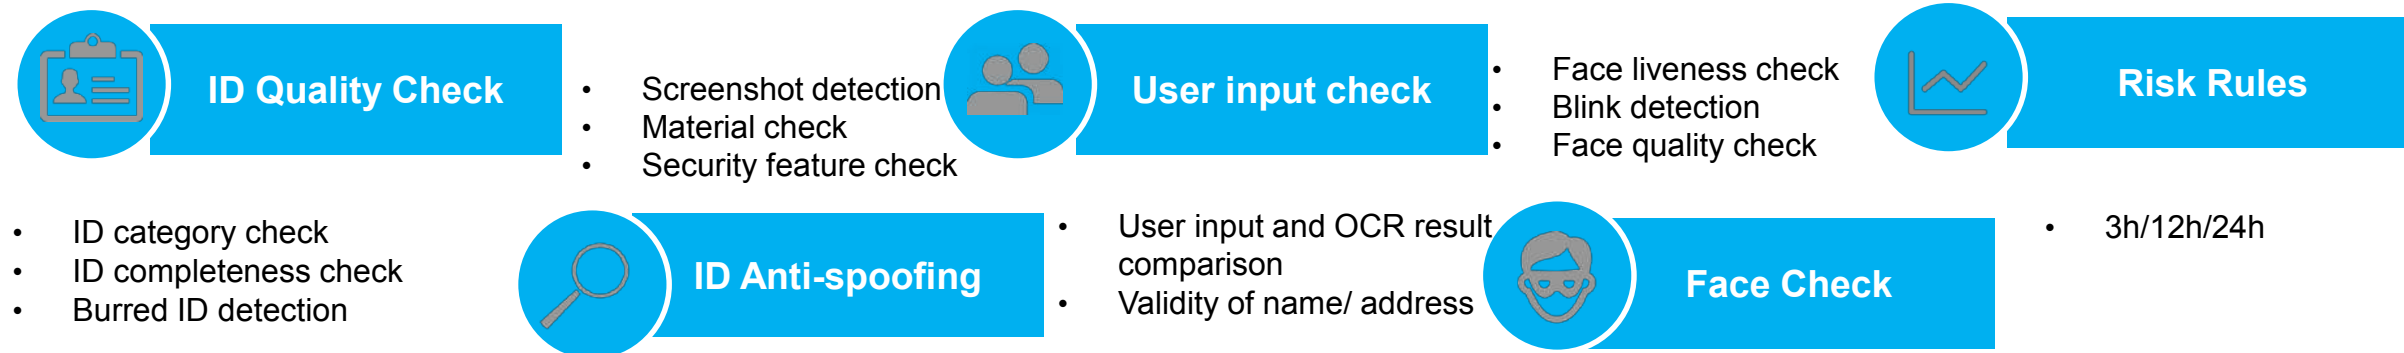 ID Quality Check
• ID category check
• ID completeness check
• Burred ID detection
• Screenshot detection
• Material check
• Security feature check
ID Anti-spoofing
User input check
• User input and OCR result
comparison
• Validity of name/ address
• Face liveness check
• Blink detection
• Face quality check
Face Check
Risk Rules
• 3h/12h/24h